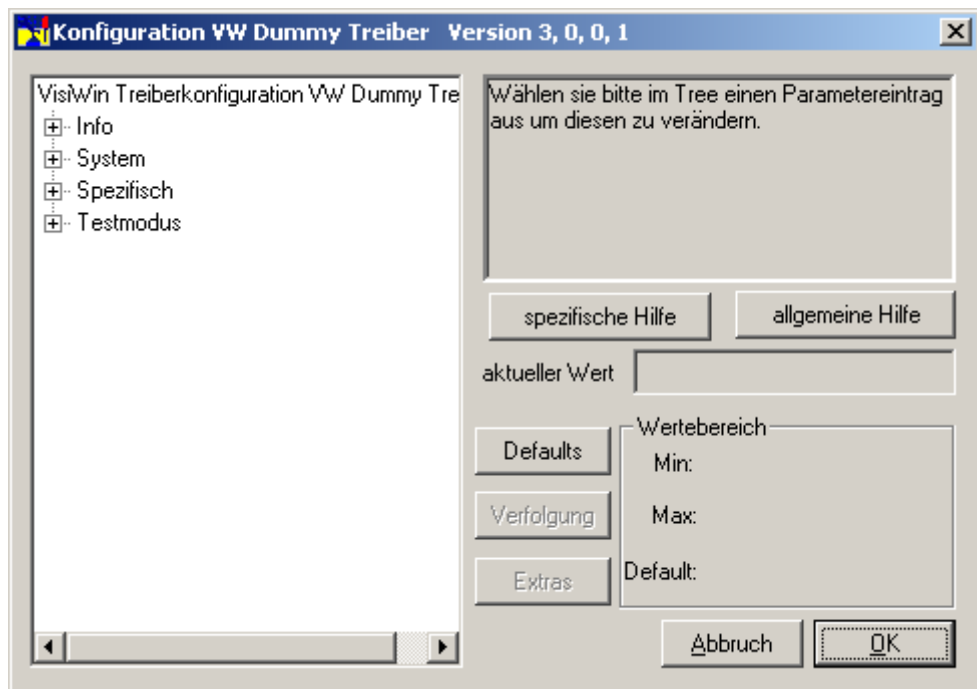 Konfiguration VW Dummy Treiber Version 3, 0, 0, 1
VisiWin Treiberkonfiguration VW Dummy Tre
Info
System
Spezifisch
Testmodus
Wählen sie bitte im Tree einen Parametereintrag
aus um diesen zu verändern.
spezifische Hilfe
allgemeine Hilfe
aktueller Wert
Defaults
Verfolgung
Extras
Wertebereich
Min:
Max:
Default:
Abbruch
OK